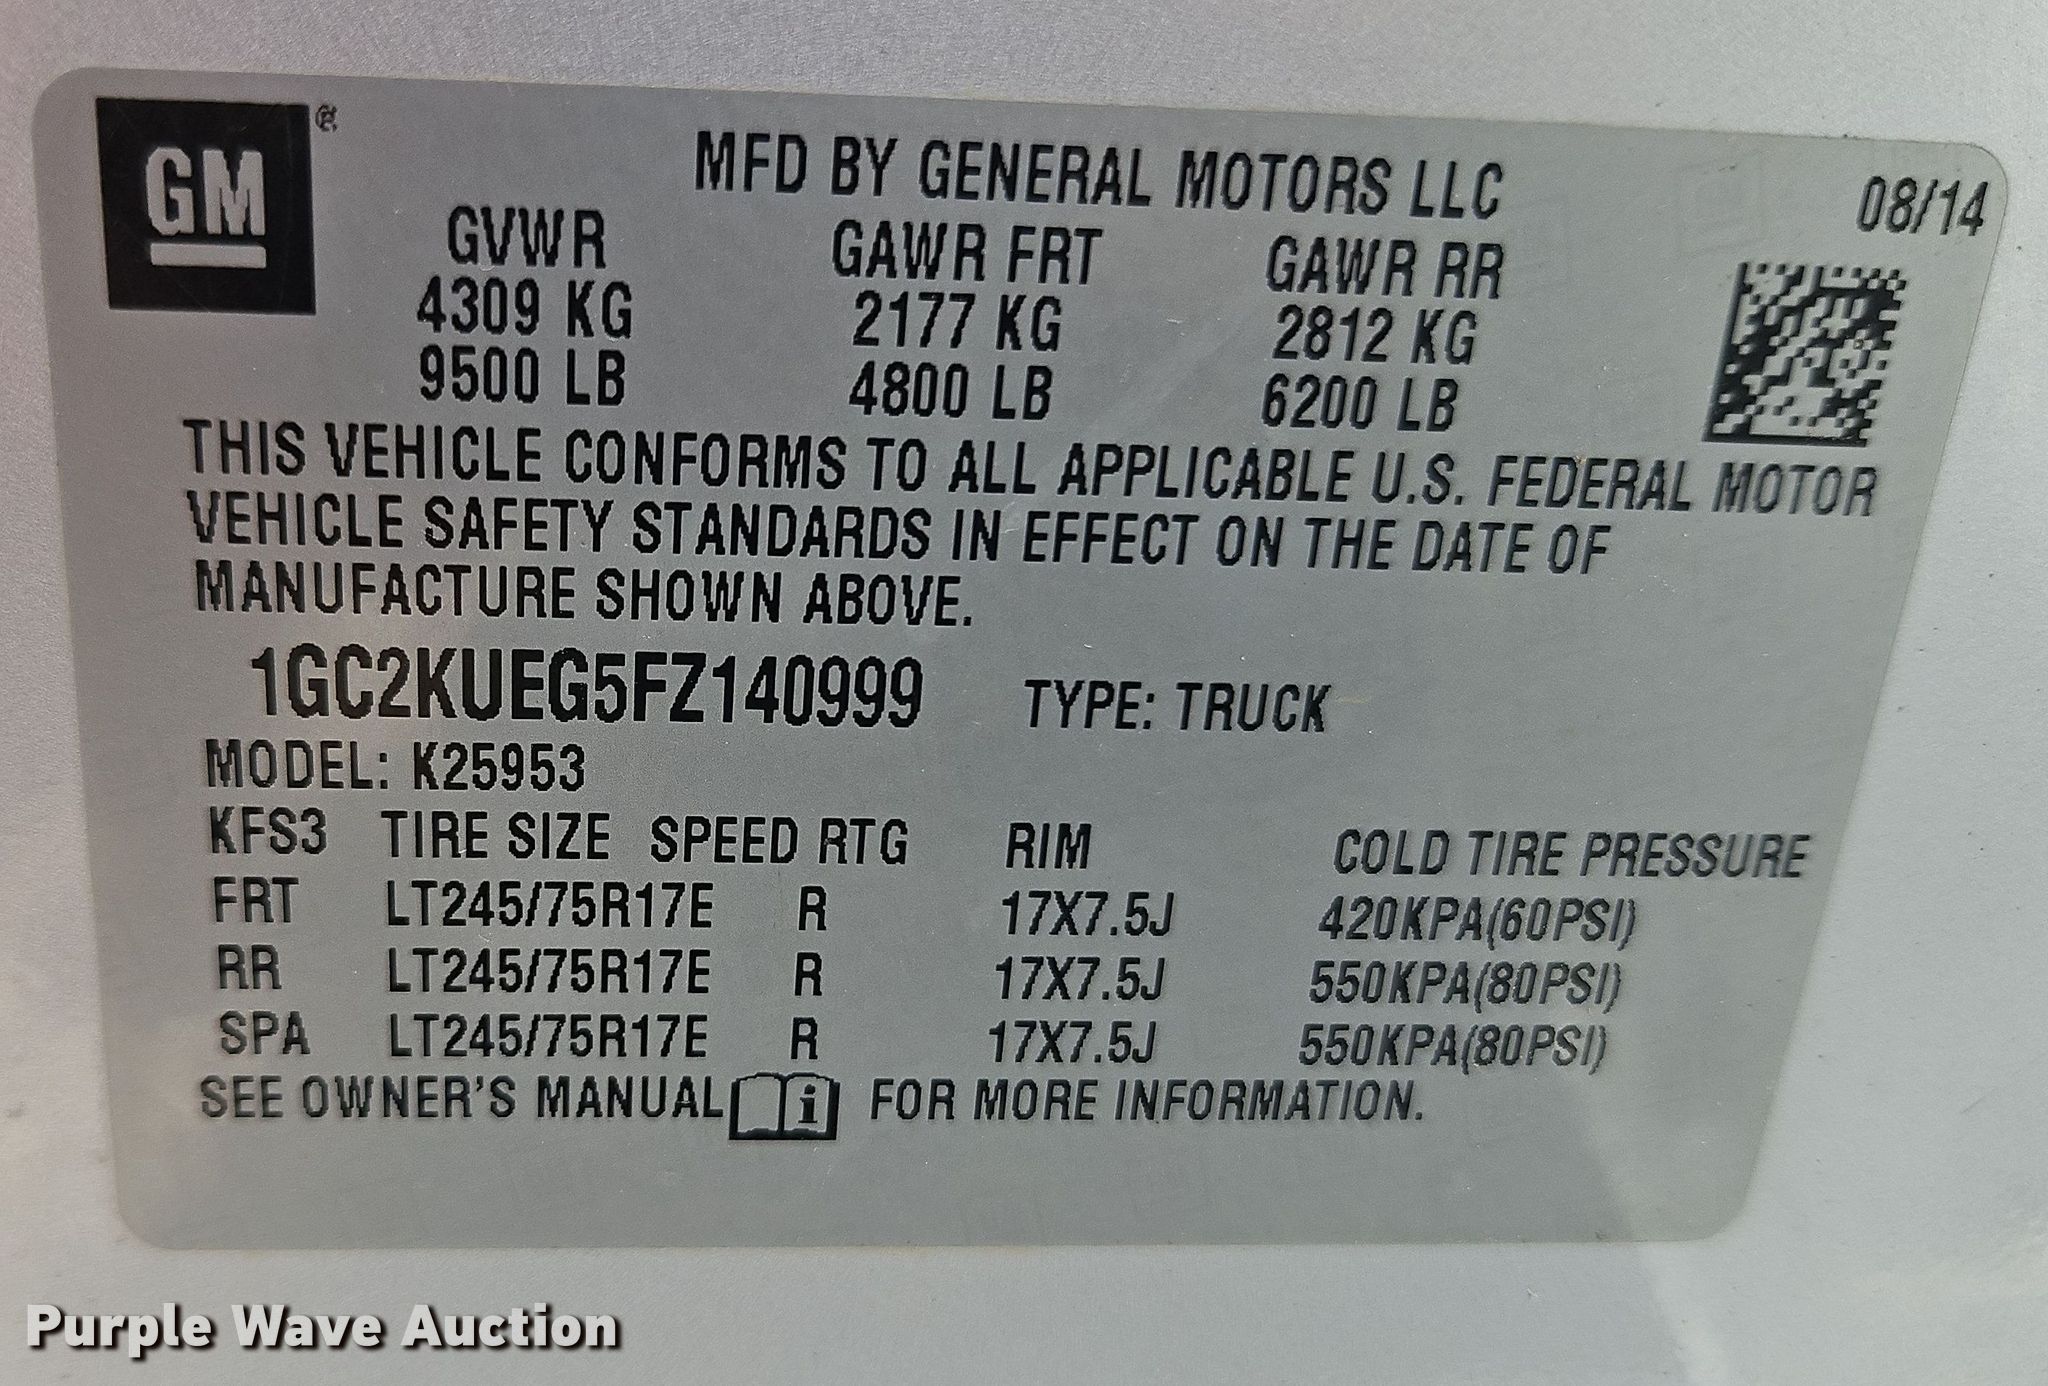 GM ®
MFD BY GENERAL MOTORS LLC
08/14
GVWR GAWR FRT GAWR RR
4309 KG 2177 KG 2812 KG
9500 LB 4800 LB 6200 LB
THIS VEHICLE CONFORMS TO ALL APPLICABLE U.S. FEDERAL MOTOR
VEHICLE SAFETY STANDARDS IN EFFECT ON THE DATE OF
MANUFACTURE SHOWN ABOVE.
1GC2KUEG5FZ140999 TYPE: TRUCK
MODEL: K25953
KFS3 TIRE SIZE SPEED RTG RIM COLD TIRE PRESSURE
FRT LT245/75R17E R 17X7.5J 420KPA(60PSI)
RR LT245/75R17E R 17X7.5J 550KPA(80PSI)
SPA LT245/75R17E R 17X7.5J 550KPA(80PSI)
SEE OWNER'S MANUAL i FOR MORE INFORMATION.
Purple Wave Auction